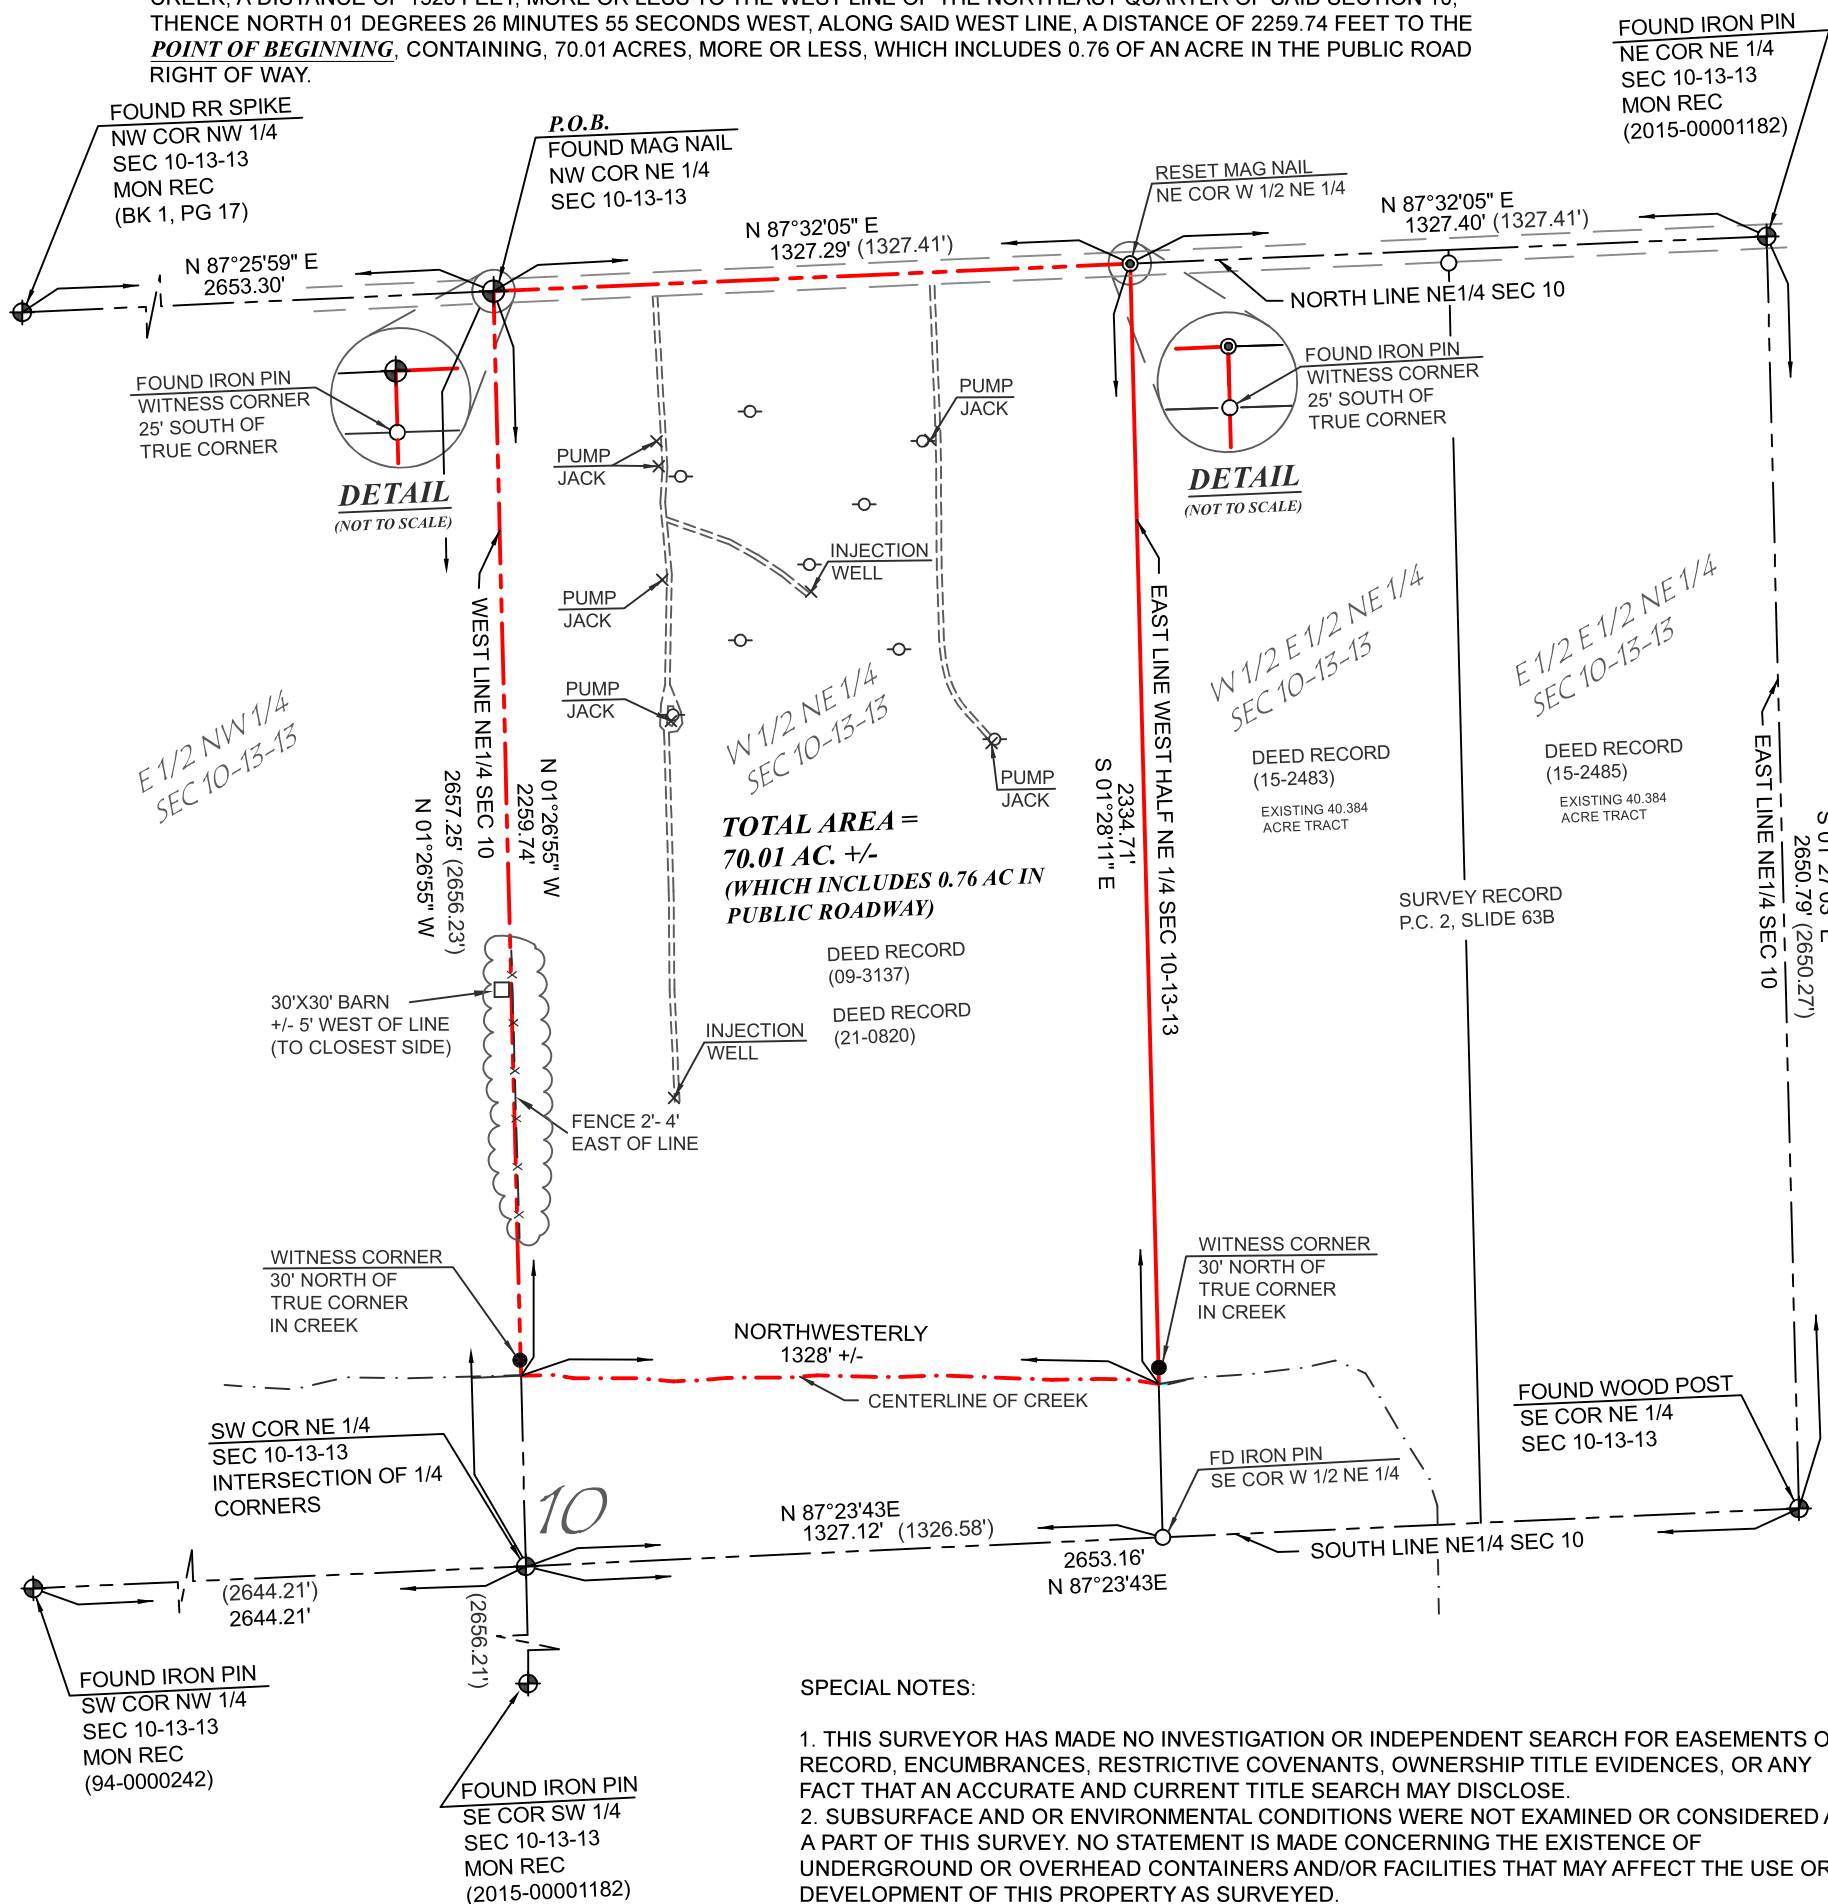 CREEK, A DISTANCE OF 1328 FEET, MORE OR LESS TO THE WEST LINE OF THE NORTHEAST QUARTER OF SAID SECTION 10;
THENCE NORTH 01 DEGREES 26 MINUTES 55 SECONDS WEST, ALONG SAID WEST LINE, A DISTANCE OF 2259.74 FEET TO THE
POINT OF BEGINNING, CONTAINING, 70.01 ACRES, MORE OR LESS, WHICH INCLUDES 0.76 OF AN ACRE IN THE PUBLIC ROAD
RIGHT OF WAY.
FOUND IRON PIN
NE COR NE 1/4
SEC 10-13-13
MON REC
(2015-00001182)
FOUND RR SPIKE
NW COR NW 1/4
SEC 10-13-13
MON REC
(BK 1, PG 17)
P.O.B.
FOUND MAG NAIL
NW COR NE 1/4
SEC 10-13-13
RESET MAG NAIL
NE COR W 1/2 NE 1/4
N 87°25'59" E
2653.30'
N 87°32'05" E
1327.29' (1327.41')
N 87°32'05" E
1327.40' (1327.41')
NORTH LINE NE1/4 SEC 10
FOUND IRON PIN
WITNESS CORNER
25' SOUTH OF
TRUE CORNER
DETAIL
(NOT TO SCALE)
FOUND IRON PIN
WITNESS CORNER
25' SOUTH OF
TRUE CORNER
DETAIL
(NOT TO SCALE)
PUMP
JACK
PUMP
JACK
INJECTION
WELL
PUMP
JACK
PUMP
JACK
PUMP
JACK
WEST LINE NE1/4 SEC 10
N 01°26'55" W
2259.74'
2657.25' (2656.23')
N 01°26'55" W
E 1/2 NW 1/4
SEC 10-13-13
W 1/2 NE 1/4
SEC 10-13-13
EAST LINE WEST HALF NE 1/4 SEC 10-13-13
2334.71'
S 01°28'11" E
W 1/2 E 1/2 NE 1/4
SEC 10-13-13
E 1/2 E 1/2 NE 1/4
SEC 10-13-13
DEED RECORD
(15-2483)
EXISTING 40.384
ACRE TRACT
DEED RECORD
(15-2485)
EXISTING 40.384
ACRE TRACT
EAST LINE NE1/4 SEC 10
2650.79' (2650.27')
TOTAL AREA =
70.01 AC. +/-
(WHICH INCLUDES 0.76 AC IN
PUBLIC ROADWAY)
SURVEY RECORD
P.C. 2, SLIDE 63B
DEED RECORD
(09-3137)
DEED RECORD
(21-0820)
30'X30' BARN
+/- 5' WEST OF LINE
(TO CLOSEST SIDE)
INJECTION
WELL
FENCE 2'- 4'
EAST OF LINE
WITNESS CORNER
30' NORTH OF
TRUE CORNER
IN CREEK
WITNESS CORNER
30' NORTH OF
TRUE CORNER
IN CREEK
NORTHWESTERLY
1328' +/-
CENTERLINE OF CREEK
FOUND WOOD POST
SE COR NE 1/4
SEC 10-13-13
SW COR NE 1/4
SEC 10-13-13
INTERSECTION OF 1/4
CORNERS
FD IRON PIN
SE COR W 1/2 NE 1/4
10
N 87°23'43E
1327.12' (1326.58')
2653.16'
N 87°23'43E
SOUTH LINE NE1/4 SEC 10
(2644.21')
2644.21'
(2656.21')
FOUND IRON PIN
SW COR NW 1/4
SEC 10-13-13
MON REC
(94-0000242)
FOUND IRON PIN
SE COR SW 1/4
SEC 10-13-13
MON REC
(2015-00001182)
SPECIAL NOTES:
1. THIS SURVEYOR HAS MADE NO INVESTIGATION OR INDEPENDENT SEARCH FOR EASEMENTS O
RECORD, ENCUMBRANCES, RESTRICTIVE COVENANTS, OWNERSHIP TITLE EVIDENCES, OR ANY
FACT THAT AN ACCURATE AND CURRENT TITLE SEARCH MAY DISCLOSE.
2. SUBSURFACE AND OR ENVIRONMENTAL CONDITIONS WERE NOT EXAMINED OR CONSIDERED A
A PART OF THIS SURVEY. NO STATEMENT IS MADE CONCERNING THE EXISTENCE OF
UNDERGROUND OR OVERHEAD CONTAINERS AND/OR FACILITIES THAT MAY AFFECT THE USE OR
DEVELOPMENT OF THIS PROPERTY AS SURVEYED.